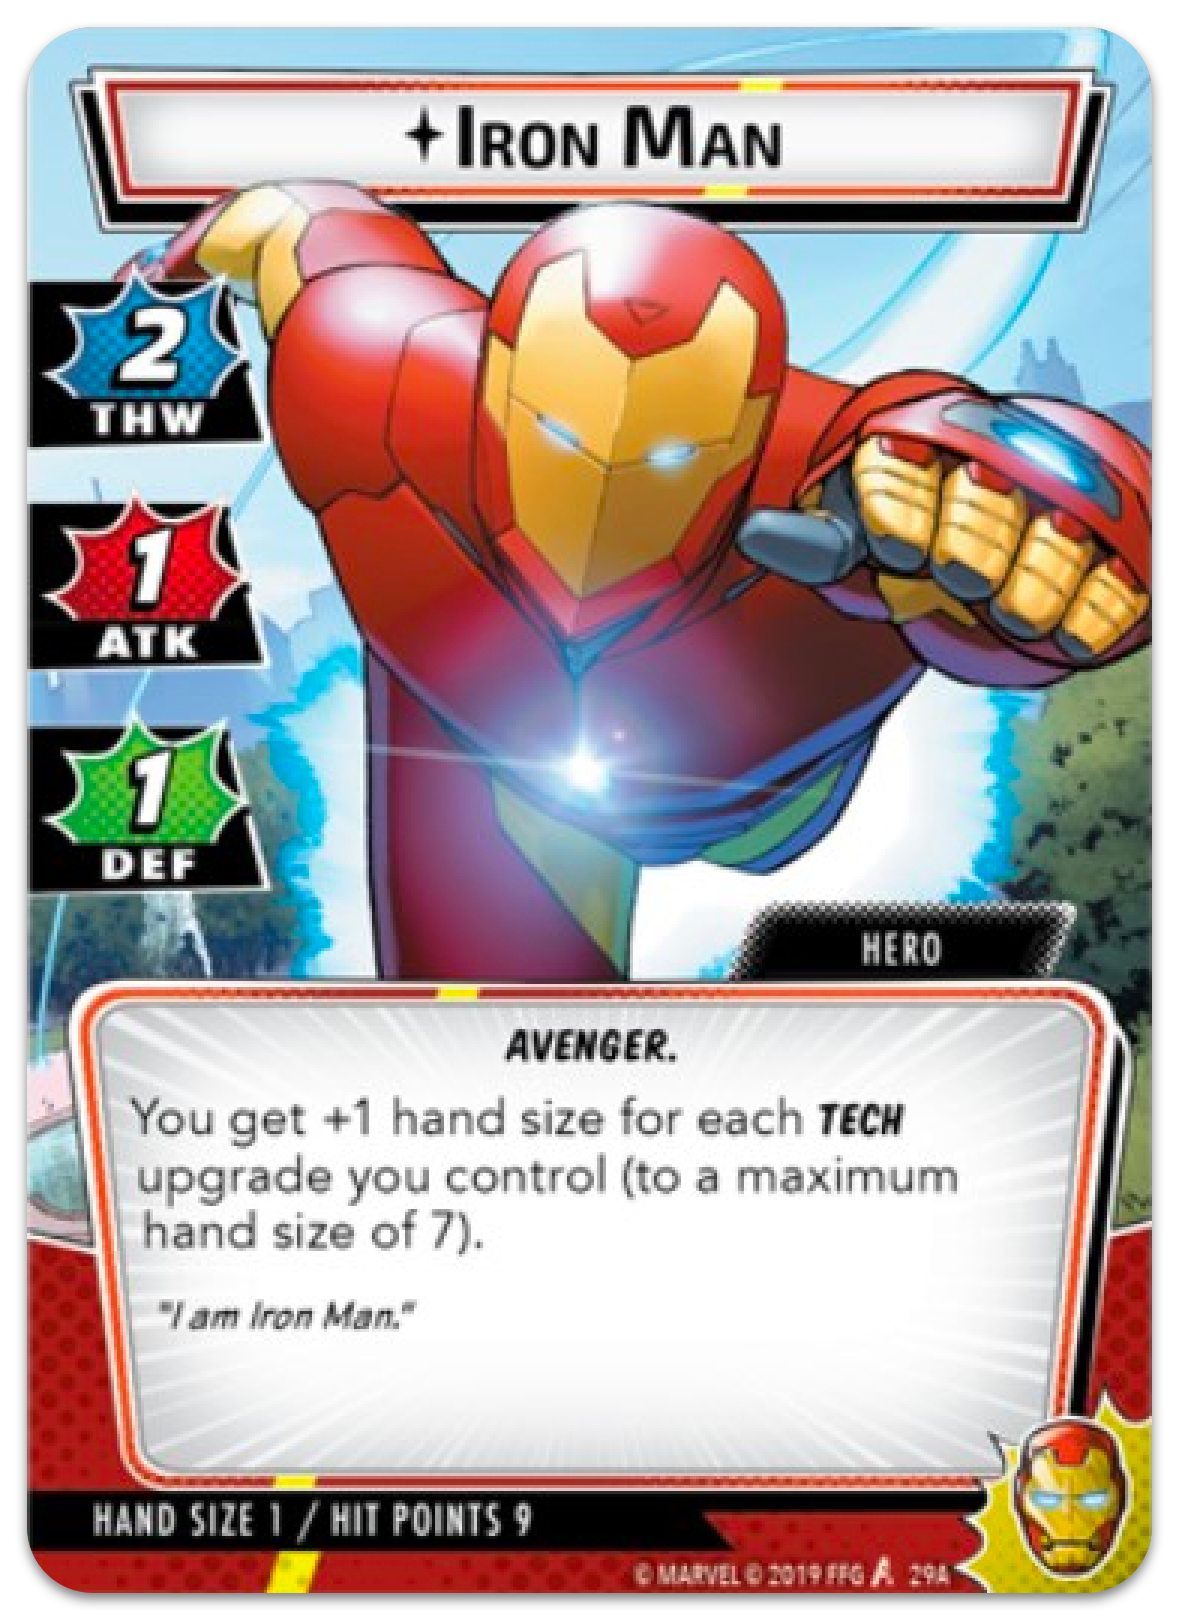 IRON MAN
2
THW
1
ATK
1
DEF
HERO
AVENGER.
You get +1 hand size for each TECH
upgrade you control (to a maximum
hand size of 7).
"I am Iron Man."
HAND SIZE 1 / HIT POINTS 9
© MARVEL © 2019 FFG 29A